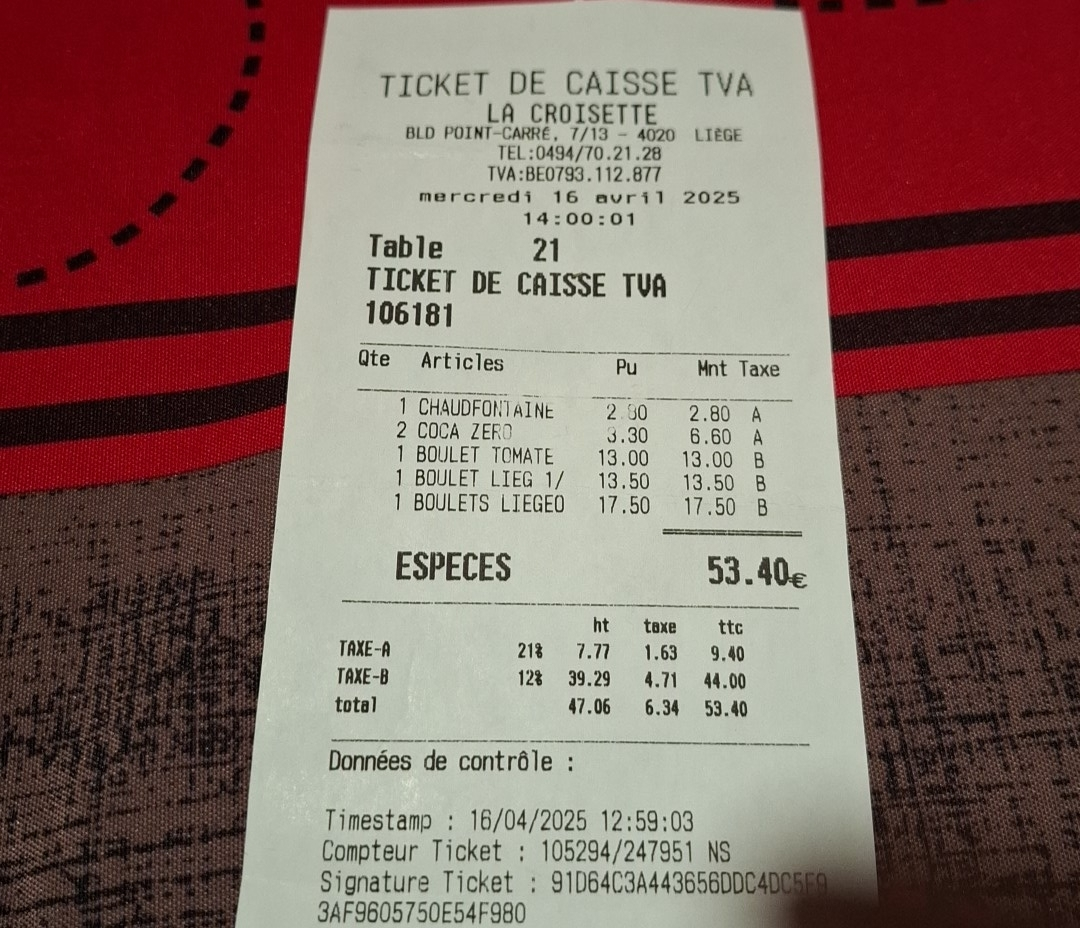 TICKET DE CAISSE TVA
LA CROISETTE
BLD POINT-CARRÉ, 7/13 - 4020 LIÈGE
TEL:0494/70.21.28
TVA:BE0793.112.877
mercredi 16 avril 2025
14:00:01
Table 21
TICKET DE CAISSE TVA
106181
Qte Articles Pu Mnt Taxe
1 CHAUDFONTAINE 2.80 2.80 A
2 COCA ZERO 3.30 6.60 A
1 BOULET TOMATE 13.00 13.00 B
1 BOULET LIEG 1/ 13.50 13.50 B
1 BOULETS LIEGEO 17.50 17.50 B
ESPECES 53.40€
ht taxe ttc
TAXE-A 21% 7.77 1.63 9.40
TAXE-B 12% 39.29 4.71 44.00
total 47.06 6.34 53.40
Données de contrôle :
Timestamp : 16/04/2025 12:59:03
Compteur Ticket : 105294/247951 NS
Signature Ticket : 91D64C3A443656DDC4DC5F9
3AF9605750E54F980